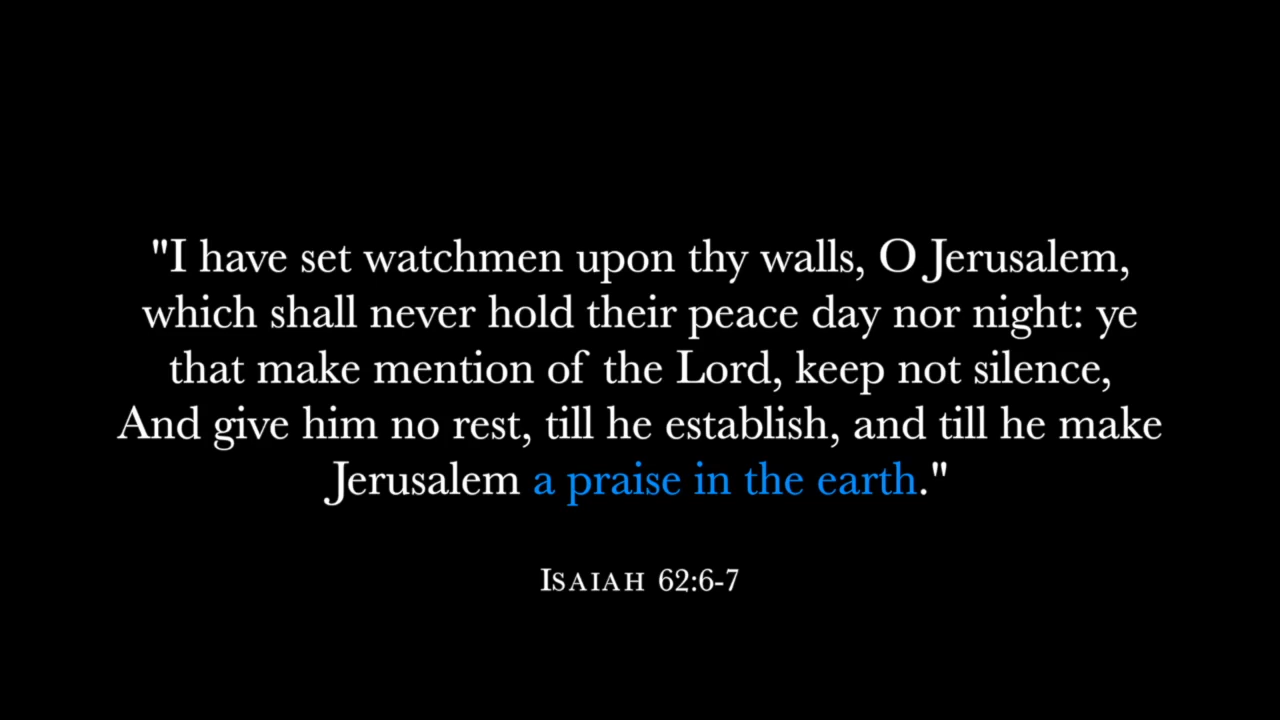 "I have set watchmen upon thy walls, O Jerusalem,
which shall never hold their peace day nor night: ye
that make mention of the Lord, keep not silence,
And give him no rest, till he establish, and till he make
Jerusalem a praise in the earth."
Isaiah 62:6-7